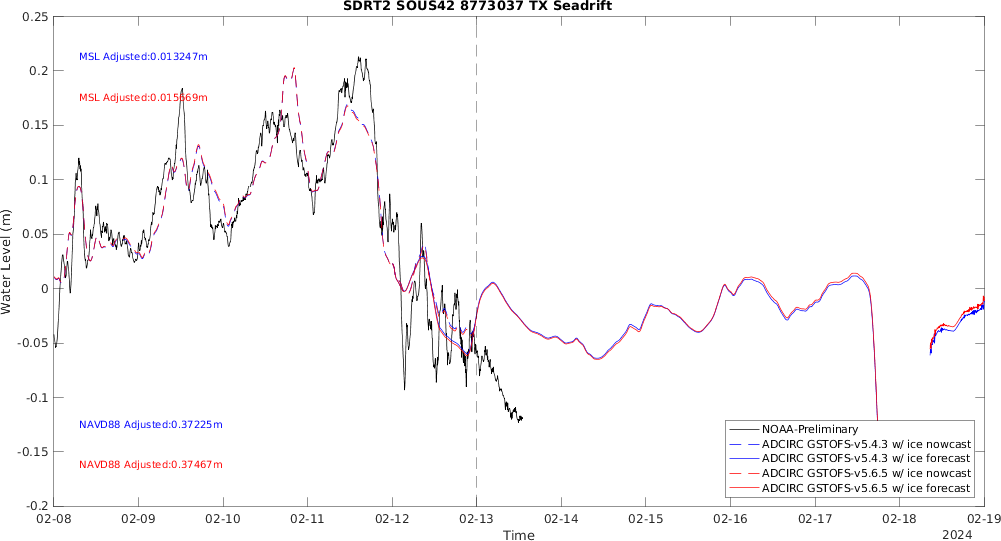 SDRT2 SOUS42 8773037 TX Seadrift
0.25
0.2
0.15
0.1
0.05
0
-0.05
-0.1
-0.15
-0.2
Water Level (m)
MSL Adjusted:0.013247m
MSL Adjusted:0.015669m
NAVD88 Adjusted:0.37225m
NAVD88 Adjusted:0.37467m
NOAA-Preliminary
ADCIRC GSTOFS-v5.4.3 w/ ice nowcast
ADCIRC GSTOFS-v5.4.3 w/ ice forecast
ADCIRC GSTOFS-v5.6.5 w/ ice nowcast
ADCIRC GSTOFS-v5.6.5 w/ ice forecast
02-08 02-09 02-10 02-11 02-12 02-13 02-14 02-15 02-16 02-17 02-18 02-19
Time
2024